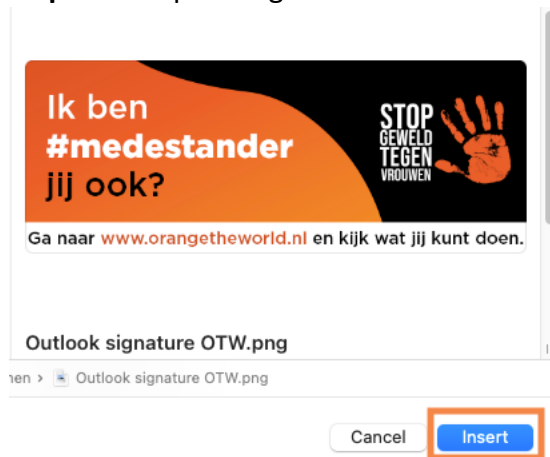 Ik ben
#medestander
jij ook?
STOP
GEWELD
TEGEN
VROUWEN
Ga naar www.orangetheworld.nl en kijk wat jij kunt doen.
Outlook signature OTW.png
nen › Outlook signature OTW.png
Cancel Insert